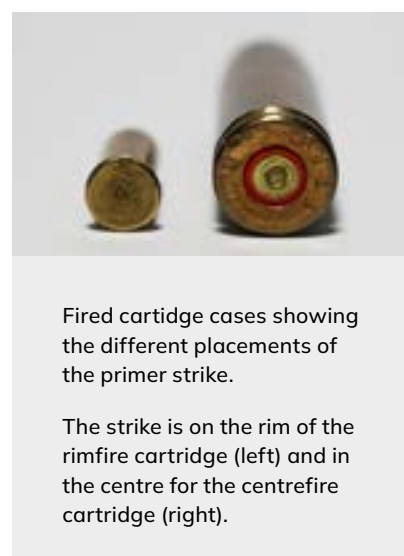 Fired cartidge cases showing
the different placements of
the primer strike.
The strike is on the rim of the
rimfire cartridge (left) and in
the centre for the centrefire
cartridge (right).